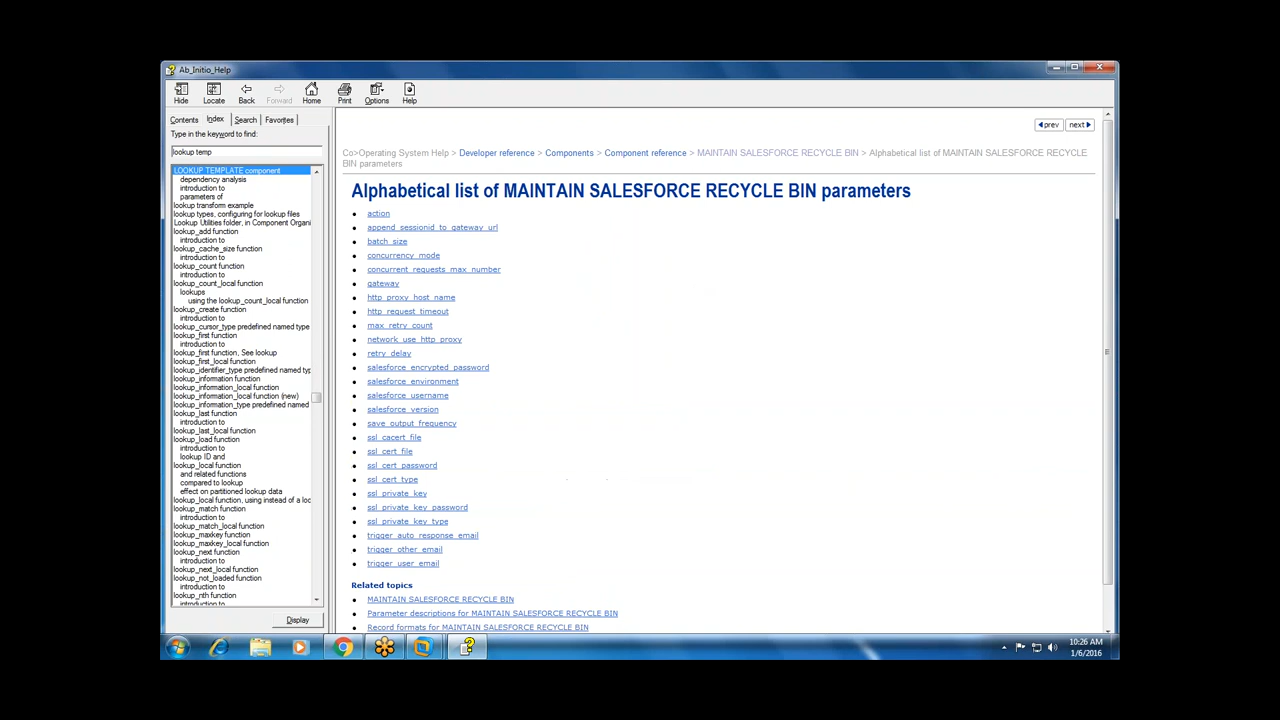 Ab_Initio_Help
Hide Locate Back Forward Home Print Options Help
Contents Index Search Favorites
Type in the keyword to find:
lookup temp
LOOKUP TEMPLATE component
dependency analysis
introduction to
parameters of
lookup transform example
lookup types, configuring for lookup files
Lookup Utilities folder, in Component Organi
lookup_add function
introduction to
lookup_cache_size function
introduction to
lookup_count function
introduction to
lookup_count_local function
lookups
using the lookup_count_local function
lookup_create function
introduction to
lookup_cursor_type predefined named type
lookup_first function
introduction to
lookup_first function, See lookup
lookup_first_local function
lookup_identifier_type predefined named typ
lookup_information function
lookup_information_local function
lookup_information_local function (new)
lookup_information_type predefined named
lookup_last function
introduction to
lookup_last_local function
lookup_load function
introduction to
lookup ID and
lookup_local function
and related functions
compared to lookup
effect on partitioned lookup data
lookup_local function, using instead of a loc
lookup_match function
introduction to
lookup_match_local function
lookup_maxkey function
lookup_maxkey_local function
lookup_next function
introduction to
lookup_next_local function
lookup_not_loaded function
introduction to
lookup_nth function
introduction to
Display
prev next
Co>Operating System Help > Developer reference > Components > Component reference > MAINTAIN SALESFORCE RECYCLE BIN > Alphabetical list of MAINTAIN SALESFORCE RECYCLE
BIN parameters
Alphabetical list of MAINTAIN SALESFORCE RECYCLE BIN parameters
action
append_sessionid_to_gateway_url
batch_size
concurrency_mode
concurrent_requests_max_number
gateway
http_proxy_host_name
http_request_timeout
max_retry_count
network_use_http_proxy
retry_delay
salesforce_encrypted_password
salesforce_environment
salesforce_username
salesforce_version
save_output_frequency
ssl_cacert_file
ssl_cert_file
ssl_cert_password
ssl_cert_type
ssl_private_key
ssl_private_key_password
ssl_private_key_type
trigger_auto_response_email
trigger_other_email
trigger_user_email
Related topics
MAINTAIN SALESFORCE RECYCLE BIN
Parameter descriptions for MAINTAIN SALESFORCE RECYCLE BIN
Record formats for MAINTAIN SALESFORCE RECYCLE BIN
10:26 AM
1/6/2016